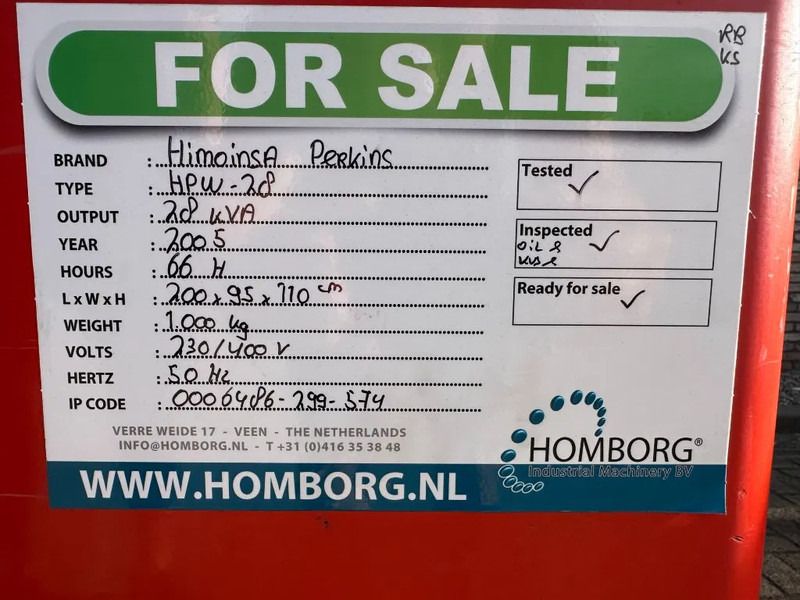 RB
KS
FOR SALE
BRAND : Himoinsa Perkins
TYPE : HPW-28
OUTPUT : 28 kVA
YEAR : 2005
HOURS : 66 H
L x W x H : 200 x 95 x 110 cm
WEIGHT : 1.000 kg
VOLTS : 230/400 V
HERTZ : 50 Hz
IP CODE : 0006486-299-574
Tested ✓
Inspected ✓
OIL &
Ready for sale ✓
VERRE WEIDE 17 - VEEN - THE NETHERLANDS
INFO@HOMBORG.NL - T +31 (0)416 35 38 48
HOMBORG®
Industrial Machinery BV
WWW.HOMBORG.NL